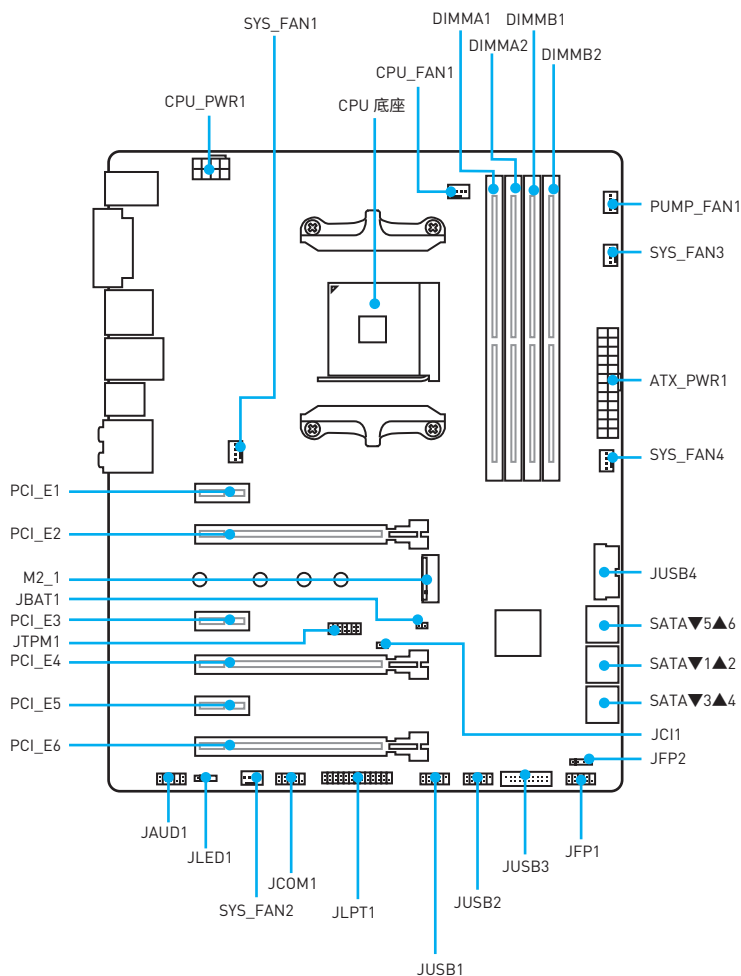 SYS_FAN1
DIMMA1
DIMMB1
DIMMA2
DIMMB2
CPU_FAN1
CPU_PWR1
CPU 底座
PUMP_FAN1
SYS_FAN3
ATX_PWR1
SYS_FAN4
PCI_E1
PCI_E2
M2_1
JUSB4
JBAT1
PCI_E3
SATA▼5▲6
JTPM1
PCI_E4
SATA▼1▲2
PCI_E5
SATA▼3▲4
JCI1
PCI_E6
JFP2
JAUD1
JLED1
JCOM1
SYS_FAN2
JLPT1
JUSB1
JUSB2
JUSB3
JFP1